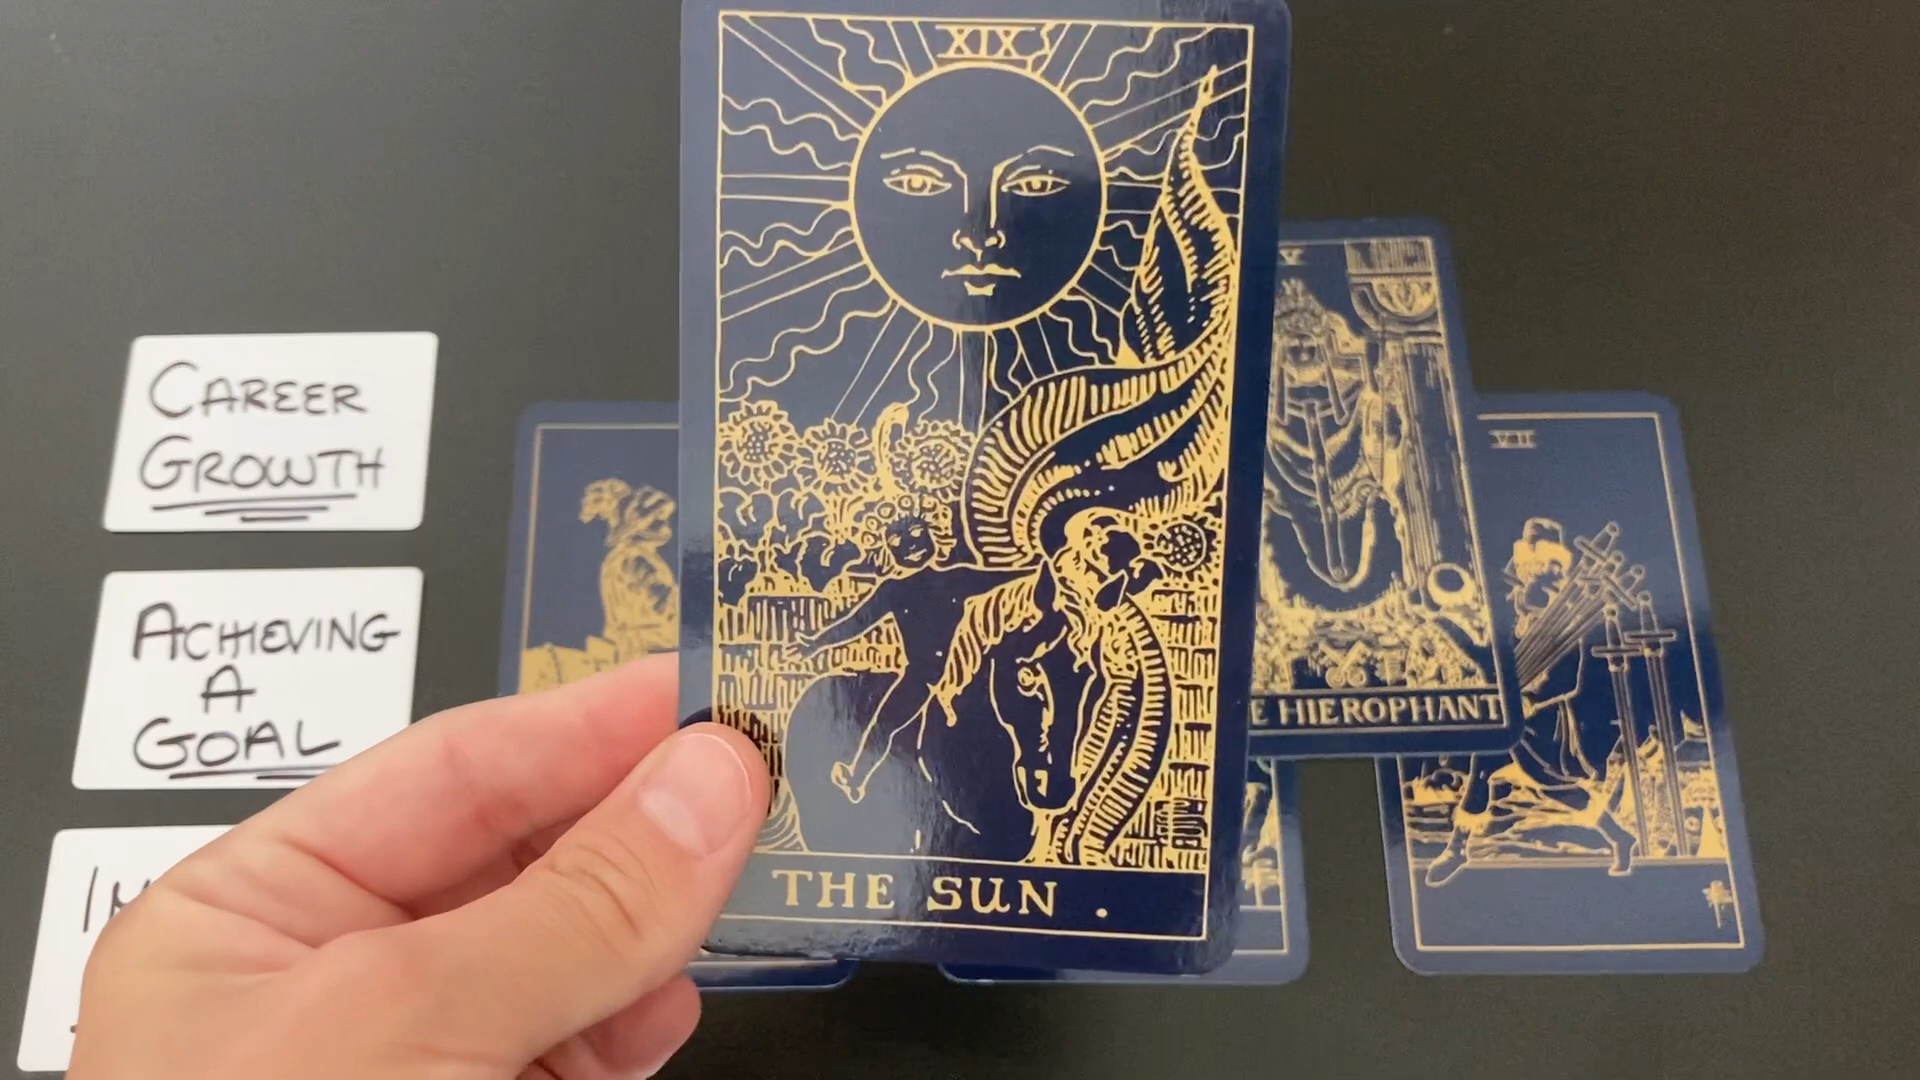 CAREER
GROWTH
ACHIEVING
A
GOAL
XIX
THE SUN .
V
E HIEROPHANT
VII